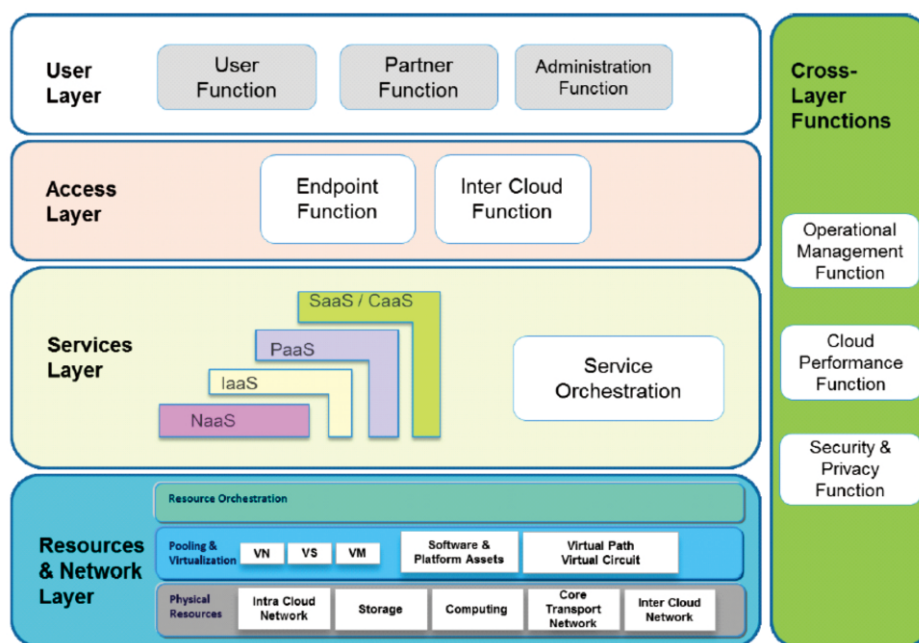 User
Layer
User
Function
Partner
Function
Administration
Function
Access
Layer
Endpoint
Function
Inter Cloud
Function
Services
Layer
SaaS / CaaS
PaaS
IaaS
NaaS
Service
Orchestration
Resources
& Network
Layer
Resource Orchestration
Pooling &
Virtualization
VN
VS
VM
Software &
Platform Assets
Virtual Path
Virtual Circuit
Physical
Resources
Intra Cloud
Network
Storage
Computing
Core
Transport
Network
Inter Cloud
Network
Cross-
Layer
Functions
Operational
Management
Function
Cloud
Performance
Function
Security &
Privacy
Function